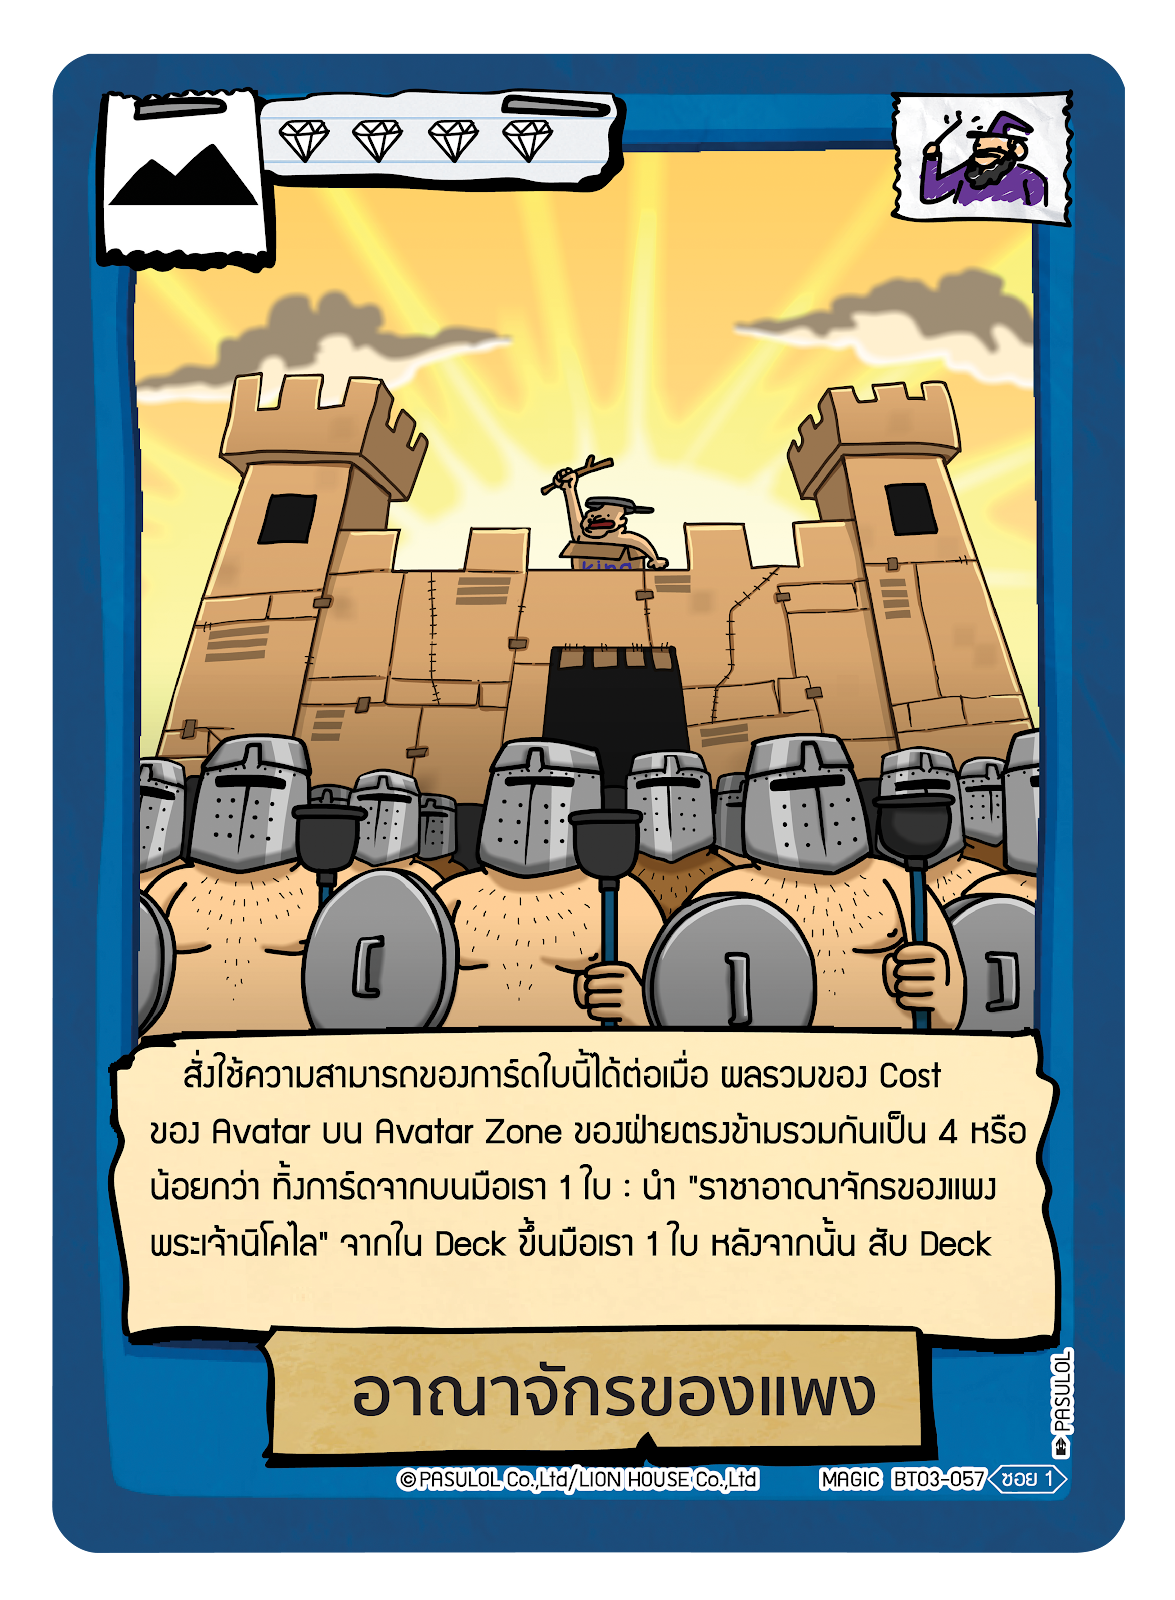 king
สั่งใช้ความสามารถของการ์ดใบนี้ได้ต่อเมื่อ ผลรวมของ Cost
ของ Avatar บน Avatar Zone ของฝ่ายตรงข้ามรวมกันเป็น 4 หรือ
น้อยกว่า ทิ้งการ์ดจากบนมือเรา 1 ใบ : นำ "ราชาอาณาจักรของแพง
พระเจ้านิโคไล" จากใน Deck ขึ้นมือเรา 1 ใบ หลังจากนั้น สับ Deck
อาณาจักรของแพง
PASULOL
©PASULOL Co.,Ltd/LION HOUSE Co.,Ltd MAGIC BT03-057 ซอย 1